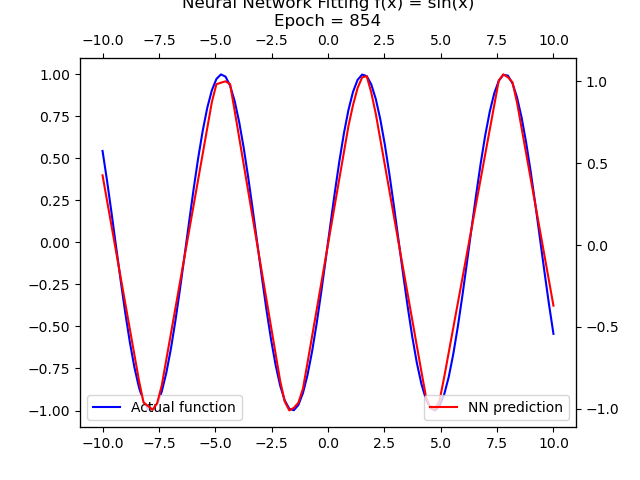 Neural Network Fitting f(x) = sin(x)
Epoch = 854
−10.0 −7.5 −5.0 −2.5 0.0 2.5 5.0 7.5 10.0
1.00
0.75
0.50
0.25
0.00
−0.25
−0.50
−0.75
−1.00
1.0
0.5
0.0
−0.5
−1.0
Actual function
NN prediction
−10.0 −7.5 −5.0 −2.5 0.0 2.5 5.0 7.5 10.0